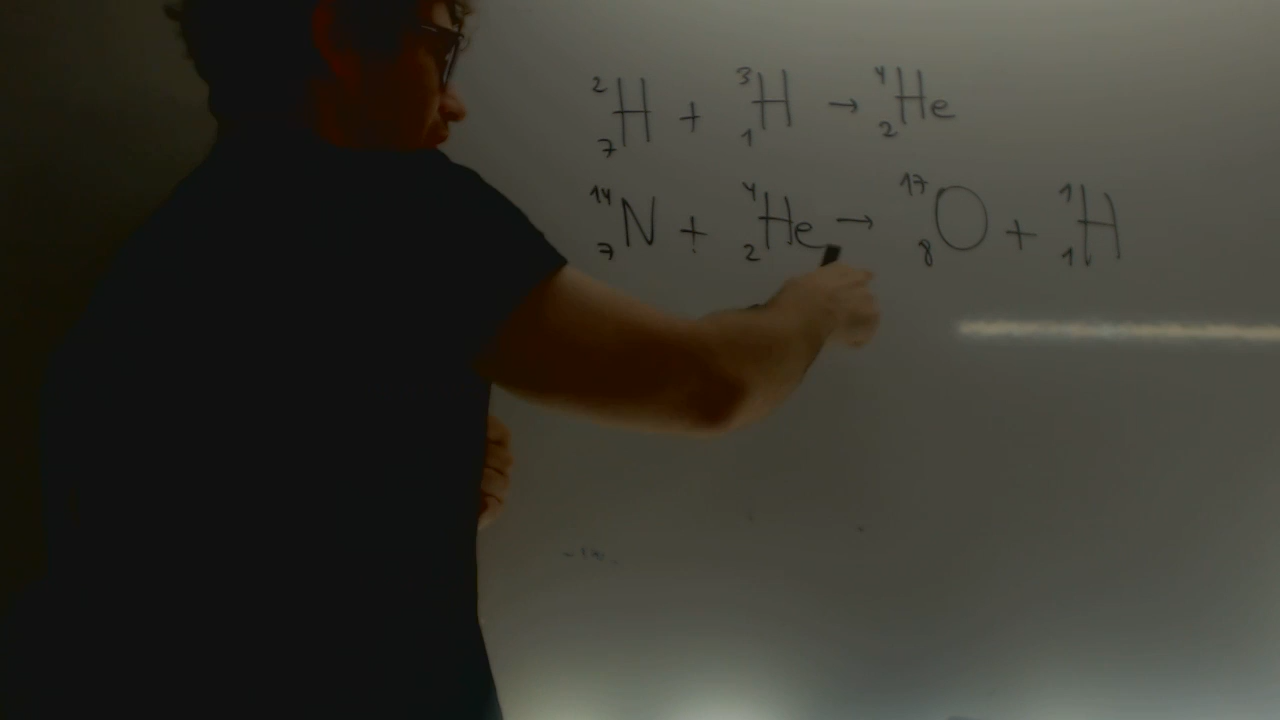 ²₇H + ³₁H → ⁴₂He
¹⁴₇N + ⁴₂He → ¹⁷₈O + ¹₁H